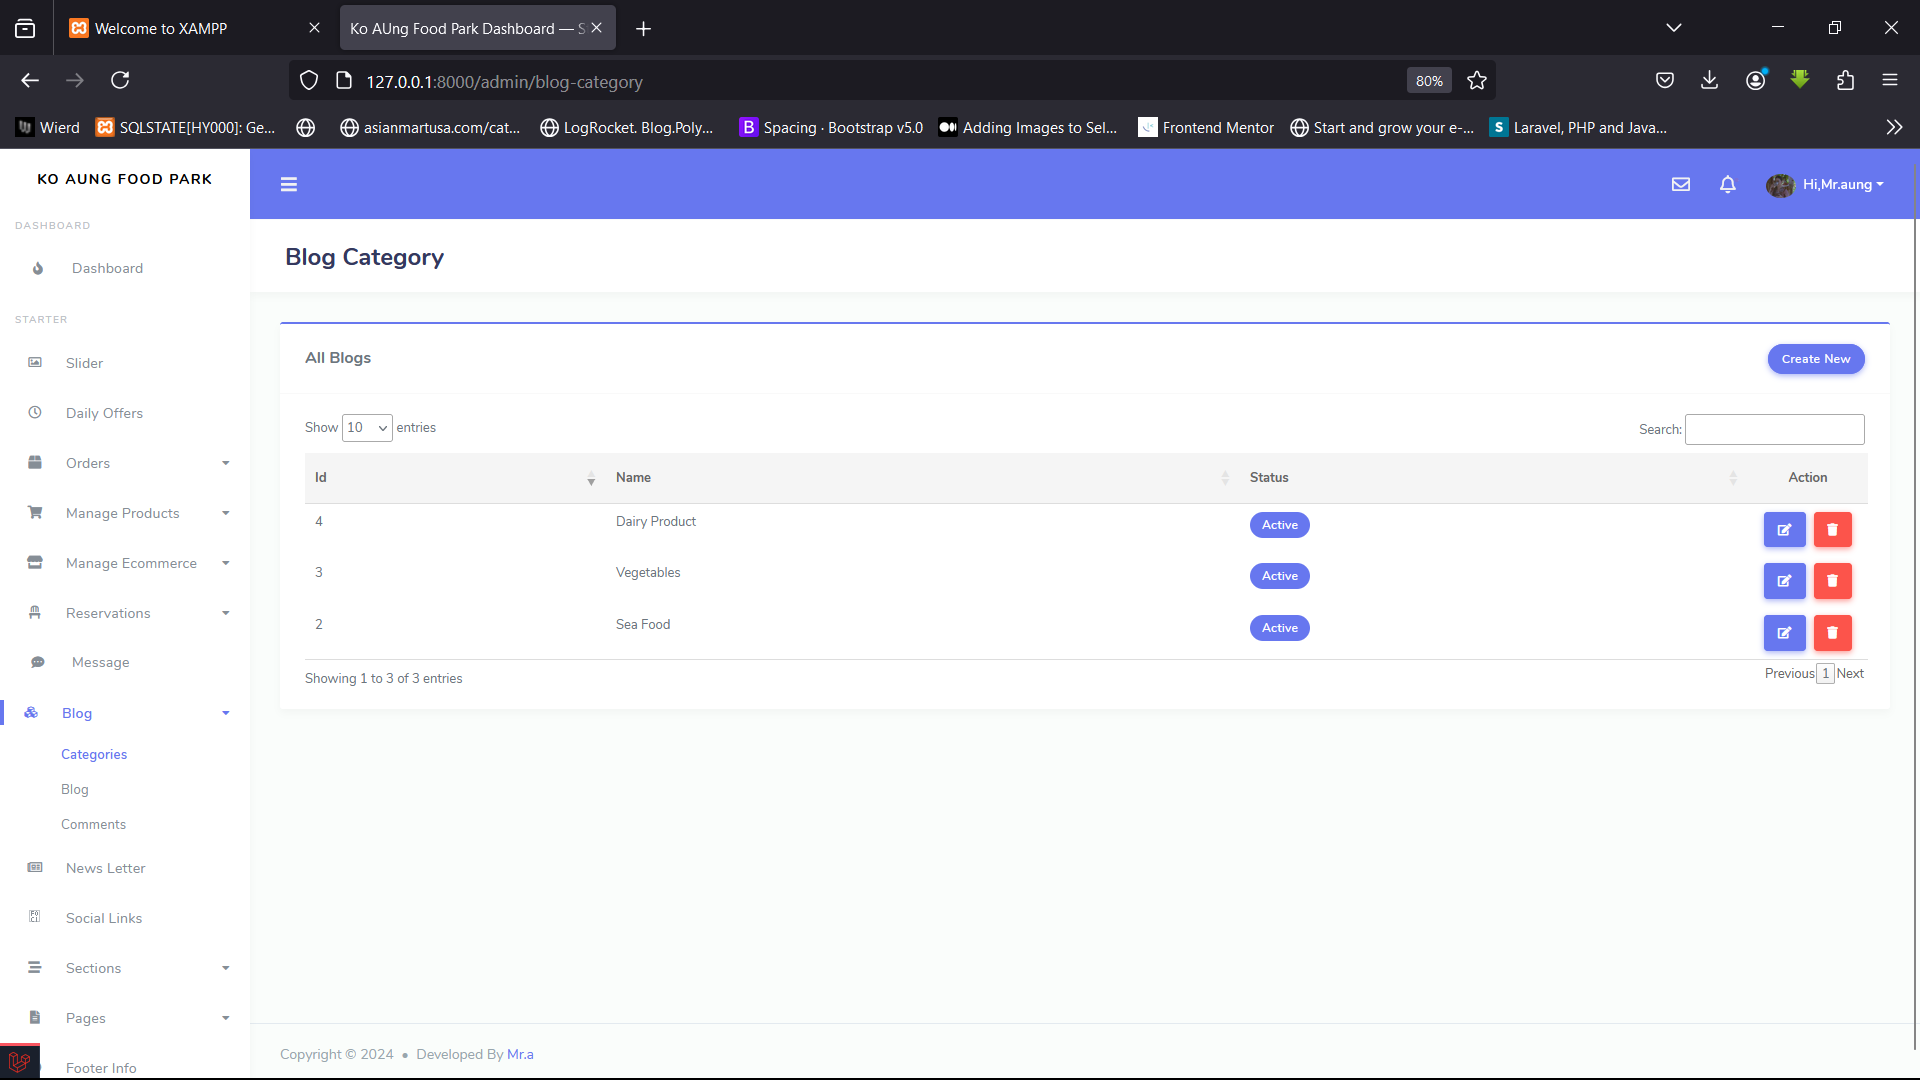 Welcome to XAMPP
Ko AUng Food Park Dashboard — S
127.0.0.1:8000/admin/blog-category
80%
Wierd
SQLSTATE[HY000]: Ge...
asianmartusa.com/cat...
LogRocket. Blog.Poly...
B Spacing · Bootstrap v5.0
Adding Images to Sel...
Frontend Mentor
Start and grow your e-...
S Laravel, PHP and Java...
KO AUNG FOOD PARK
Hi,Mr.aung
DASHBOARD
Dashboard
STARTER
Slider
Daily Offers
Orders
Manage Products
Manage Ecommerce
Reservations
Message
Blog
Categories
Blog
Comments
News Letter
Social Links
Sections
Pages
Footer Info
Blog Category
All Blogs
Create New
Show 10 entries
Search:
Id Name Status Action
4 Dairy Product Active
3 Vegetables Active
2 Sea Food Active
Showing 1 to 3 of 3 entries
Previous 1 Next
Copyright © 2024 • Developed By Mr.a